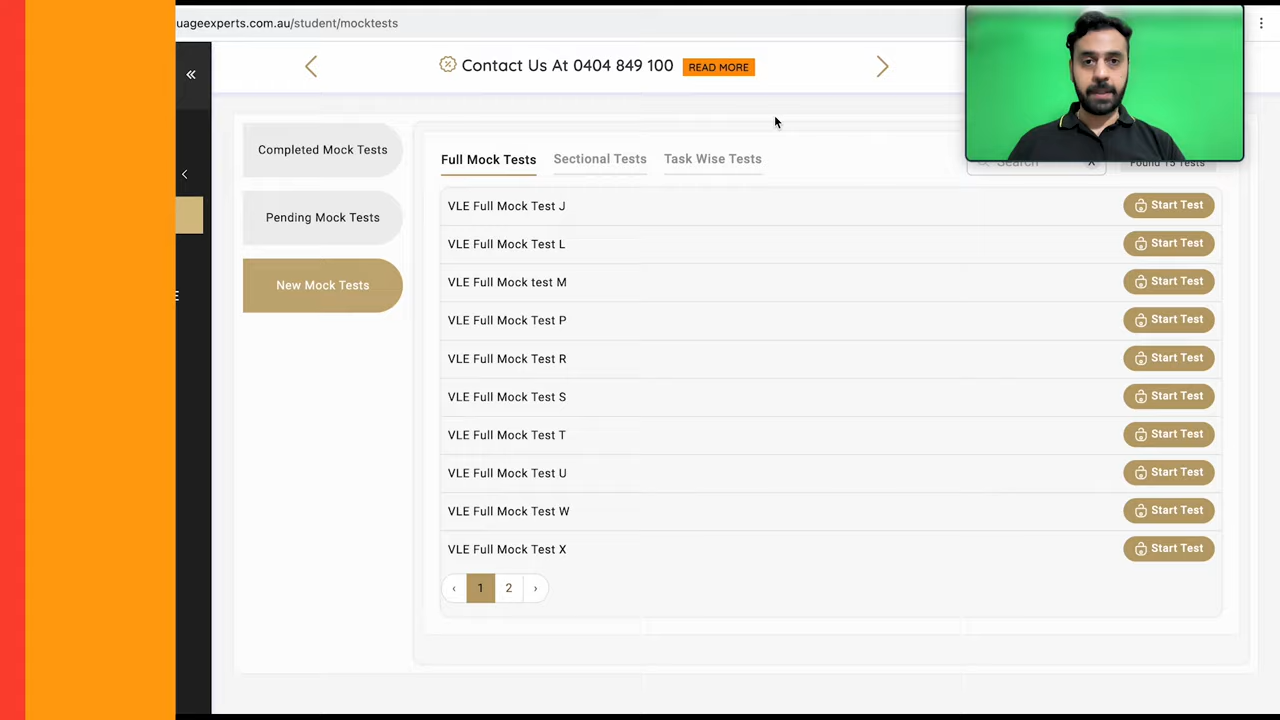 uageexperts.com.au/student/mocktests
Contact Us At 0404 849 100 READ MORE
Completed Mock Tests
Pending Mock Tests
New Mock Tests
Full Mock Tests Sectional Tests Task Wise Tests
Search x Found 15 Tests
VLE Full Mock Test J Start Test
VLE Full Mock Test L Start Test
VLE Full Mock test M Start Test
VLE Full Mock Test P Start Test
VLE Full Mock Test R Start Test
VLE Full Mock Test S Start Test
VLE Full Mock Test T Start Test
VLE Full Mock Test U Start Test
VLE Full Mock Test W Start Test
VLE Full Mock Test X Start Test
‹ 1 2 ›